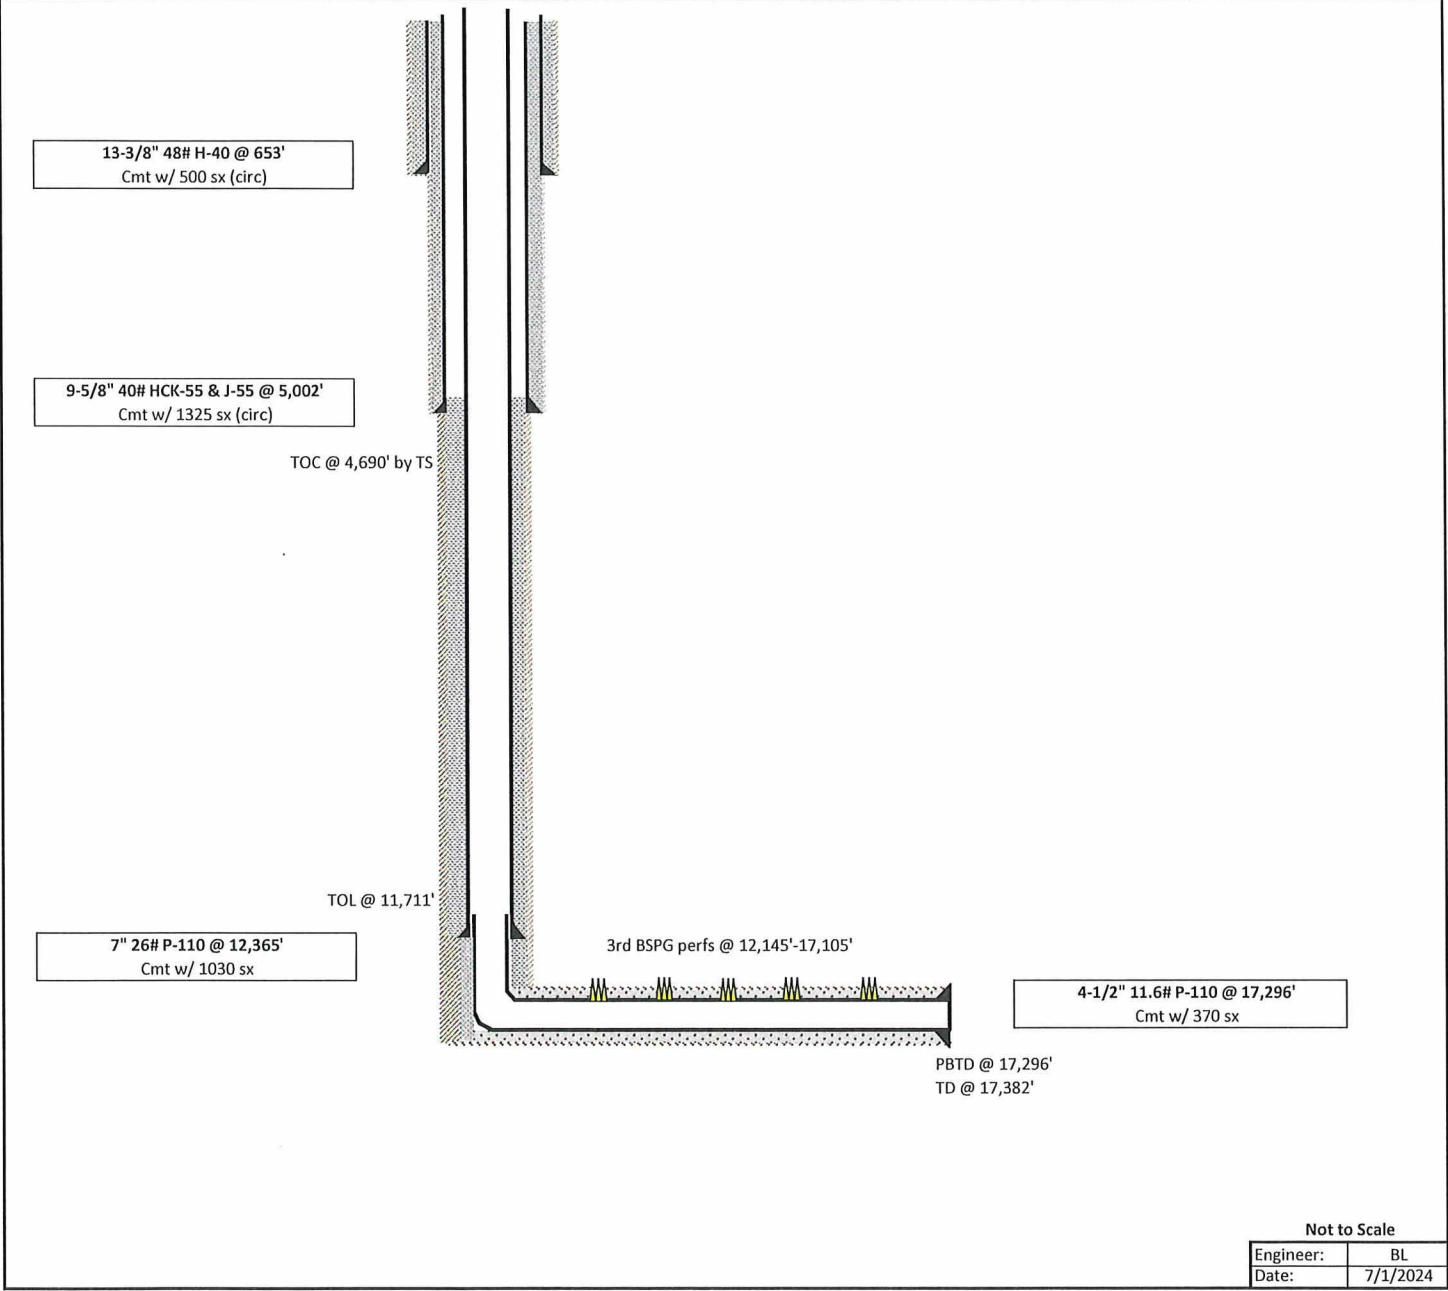 13-3/8" 48# H-40 @ 653'
Cmt w/ 500 sx (circ)
9-5/8" 40# HCK-55 & J-55 @ 5,002'
Cmt w/ 1325 sx (circ)
TOC @ 4,690' by TS
TOL @ 11,711'
7" 26# P-110 @ 12,365'
Cmt w/ 1030 sx
3rd BSPG perfs @ 12,145'-17,105'
4-1/2" 11.6# P-110 @ 17,296'
Cmt w/ 370 sx
PBTD @ 17,296'
TD @ 17,382'
Not to Scale
Engineer: BL
Date: 7/1/2024